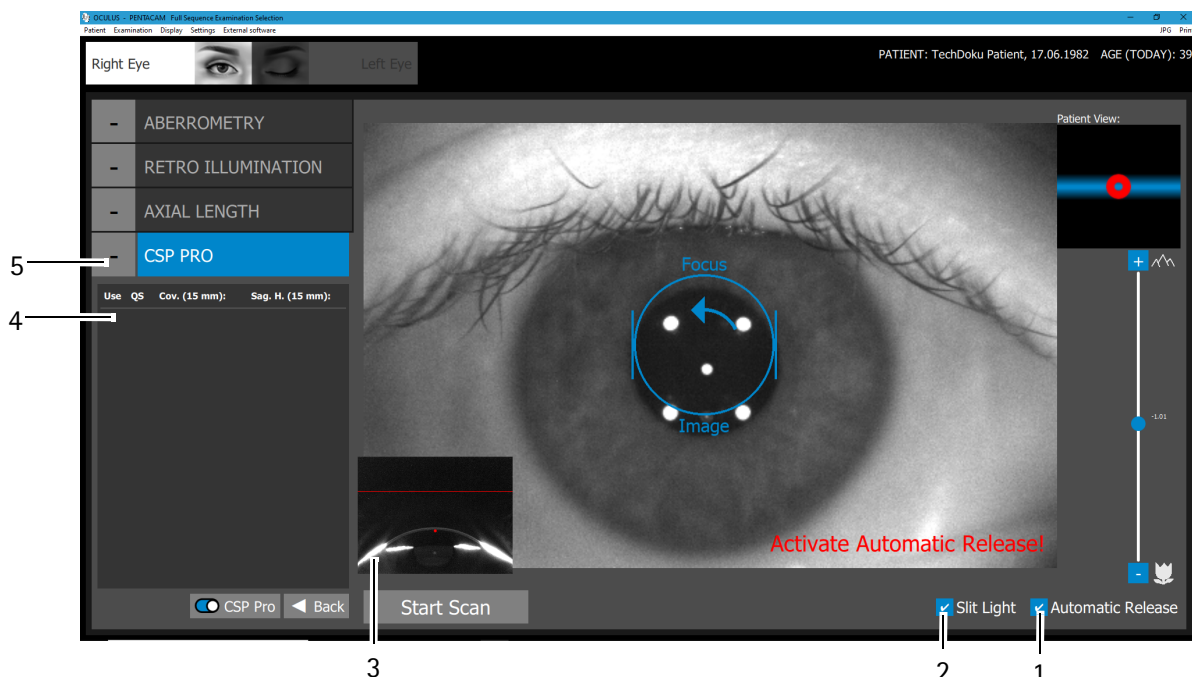 OCULUS - PENTACAM Full Sequence Examination Selection
Patient Examination Display Settings External software JPG Print
Right Eye Left Eye
PATIENT: TechDoku Patient, 17.06.1982 AGE (TODAY): 39
- ABERROMETRY
- RETRO ILLUMINATION
- AXIAL LENGTH
- CSP PRO
Use QS Cov. (15 mm): Sag. H. (15 mm):
Patient View:
+
Focus
Image
-1.01
Activate Automatic Release!
-
CSP Pro Back
Start Scan
Slit Light Automatic Release
5
4
3
2
1